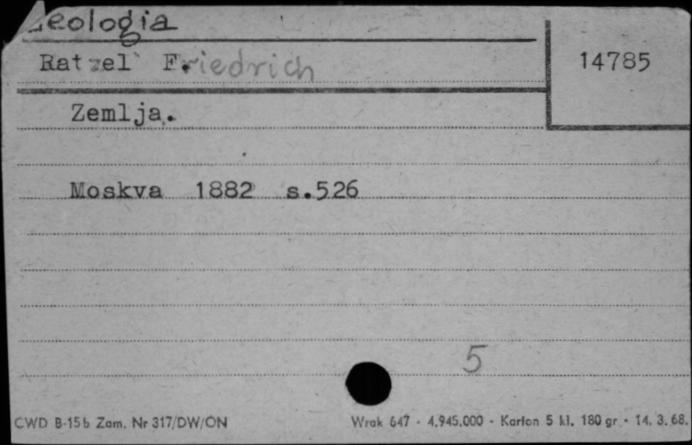 eologia
Ratzel Friedrich
14785
Zemlja.
Moskva 1882 s.526
5
CWD B-15b Zam. Nr 317/DW/ON Wrak 647 - 4.945.000 - Karton 5 kl. 180 gr. - 14. 3. 68.